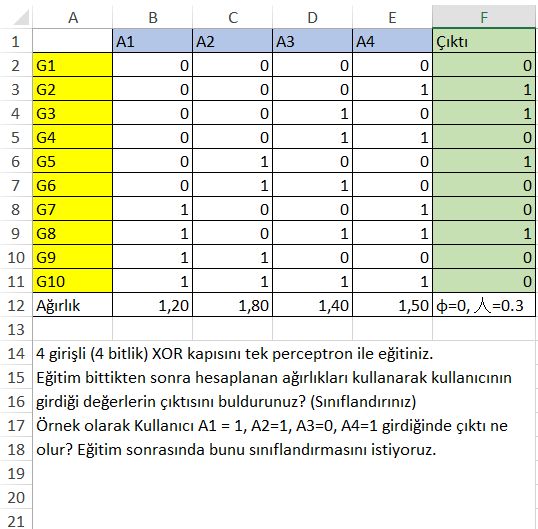 A B C D E F
1 A1 A2 A3 A4 Çıktı
2 G1 0 0 0 0 0
3 G2 0 0 0 1 1
4 G3 0 0 1 0 1
5 G4 0 0 1 1 0
6 G5 0 1 0 0 1
7 G6 0 1 1 0 0
8 G7 1 0 0 1 0
9 G8 1 0 1 1 1
10 G9 1 1 0 0 0
11 G10 1 1 1 1 0
12 Ağırlık 1,20 1,80 1,40 1,50 ф=0, 人=0.3
13
14 4 girişli (4 bitlik) XOR kapısını tek perceptron ile eğitiniz.
15 Eğitim bittikten sonra hesaplanan ağırlıkları kullanarak kullanıcının
16 girdiği değerlerin çıktısını buldurunuz? (Sınıflandırınız)
17 Örnek olarak Kullanıcı A1 = 1, A2=1, A3=0, A4=1 girdiğinde çıktı ne
18 olur? Eğitim sonrasında bunu sınıflandırmasını istiyoruz.
19
20
21